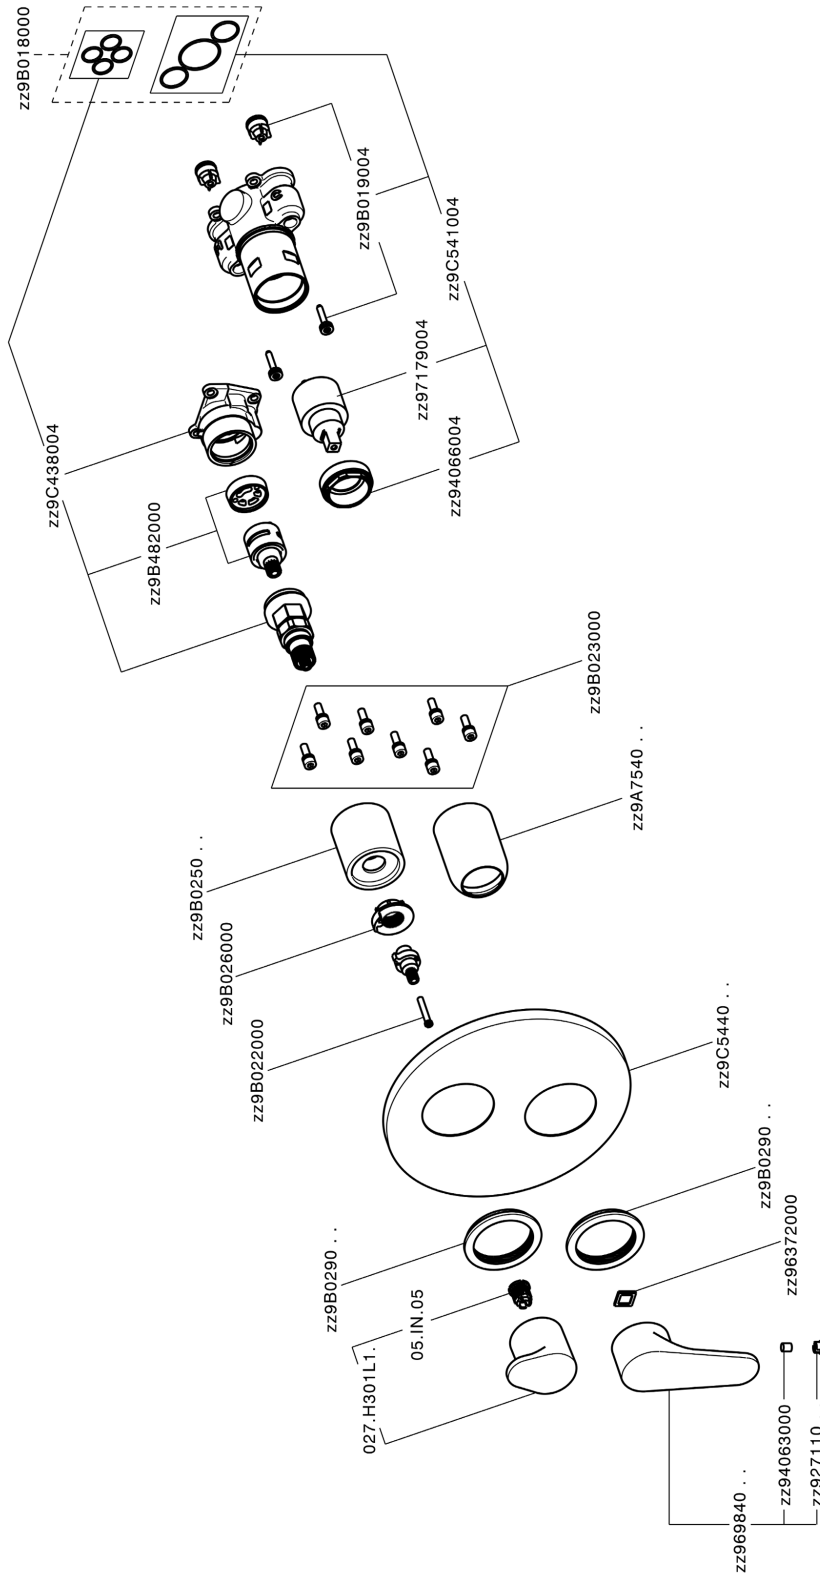 zz9B018000
zz9B019004
zz9C541004
zz97179004
zz94066004
zz9C438004
zz9B482000
zz9B023000
zz9A7540 . .
zz9B0250 . .
zz9B026000
zz9B022000
zz9C5440 . .
zz9B0290 . .
zz96372000
zz9B0290 . .
05.IN.05
027.H301L1.
zz94063000
zz927110
zz969840 . .